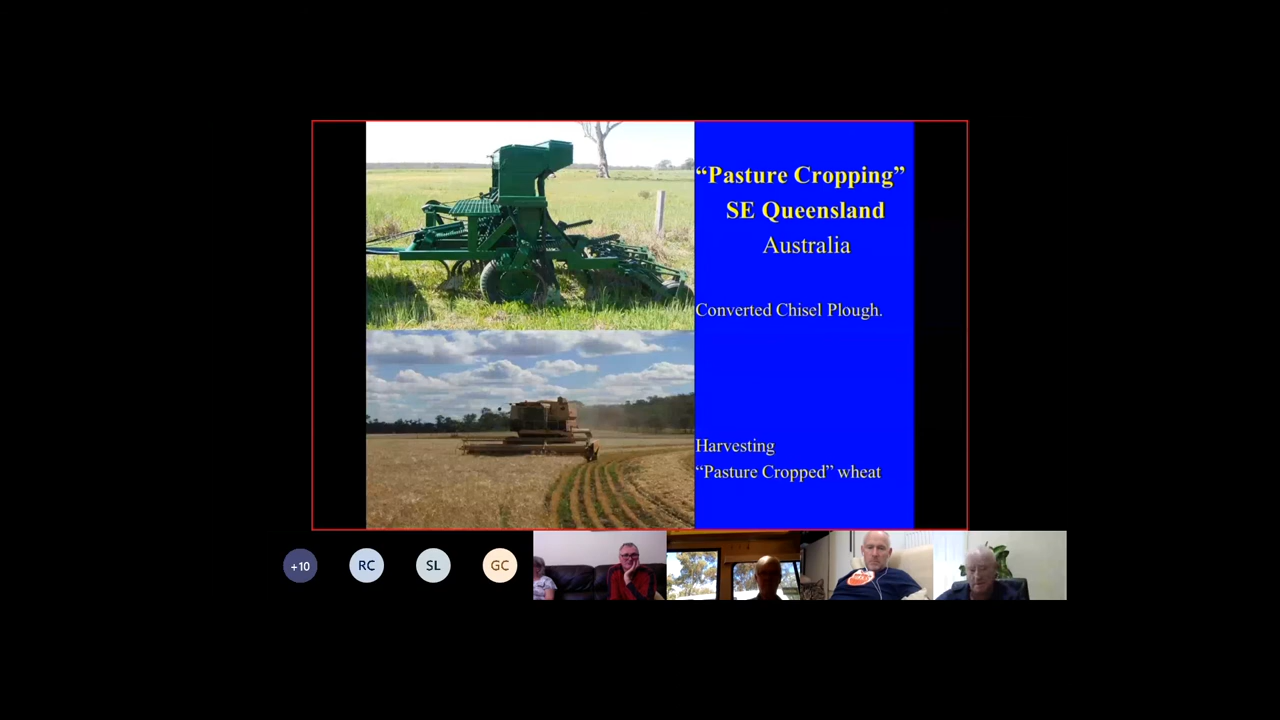 “Pasture Cropping”
SE Queensland
Australia
Converted Chisel Plough.
Harvesting
“Pasture Cropped” wheat
+10
RC
SL
GC